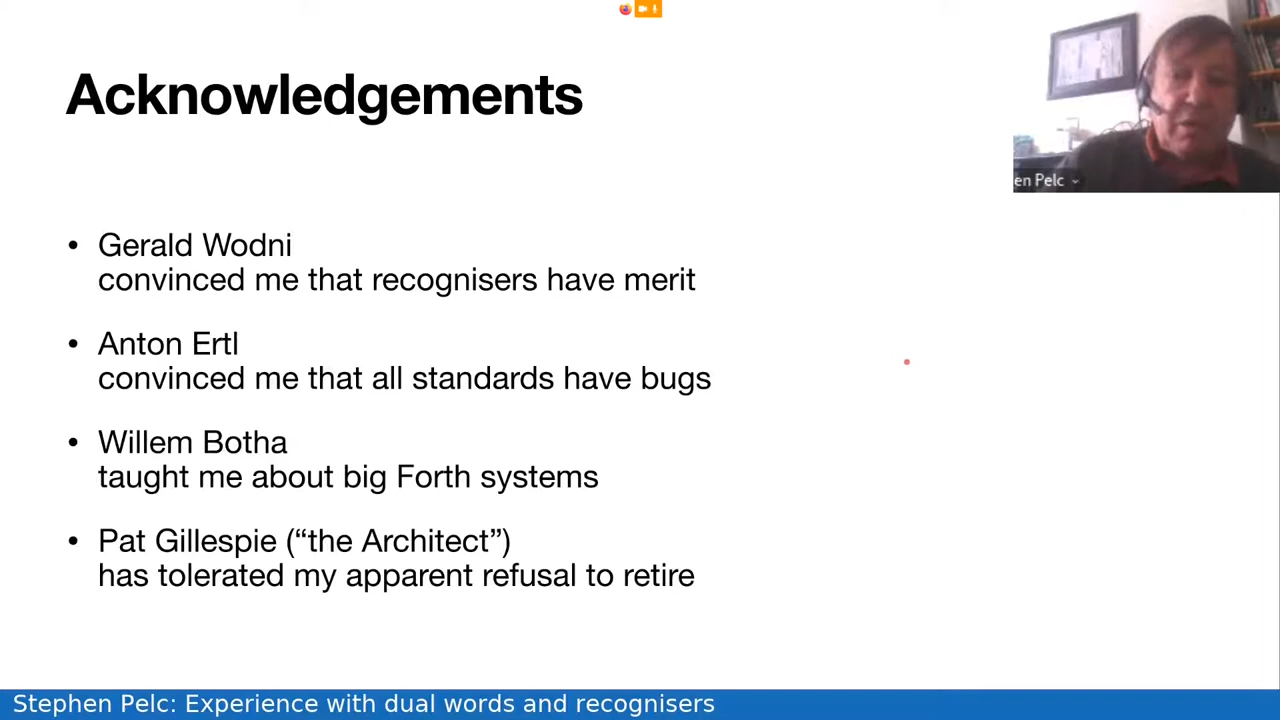 Acknowledgements
en Pelc
• Gerald Wodni
convinced me that recognisers have merit
• Anton Ertl
convinced me that all standards have bugs
• Willem Botha
taught me about big Forth systems
• Pat Gillespie (“the Architect”)
has tolerated my apparent refusal to retire
Stephen Pelc: Experience with dual words and recognisers